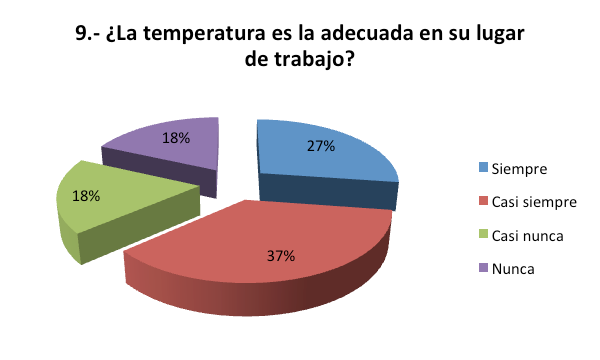 9.- ¿La temperatura es la adecuada en su lugar
de trabajo?
18%
27%
18%
37%
Siempre
Casi siempre
Casi nunca
Nunca